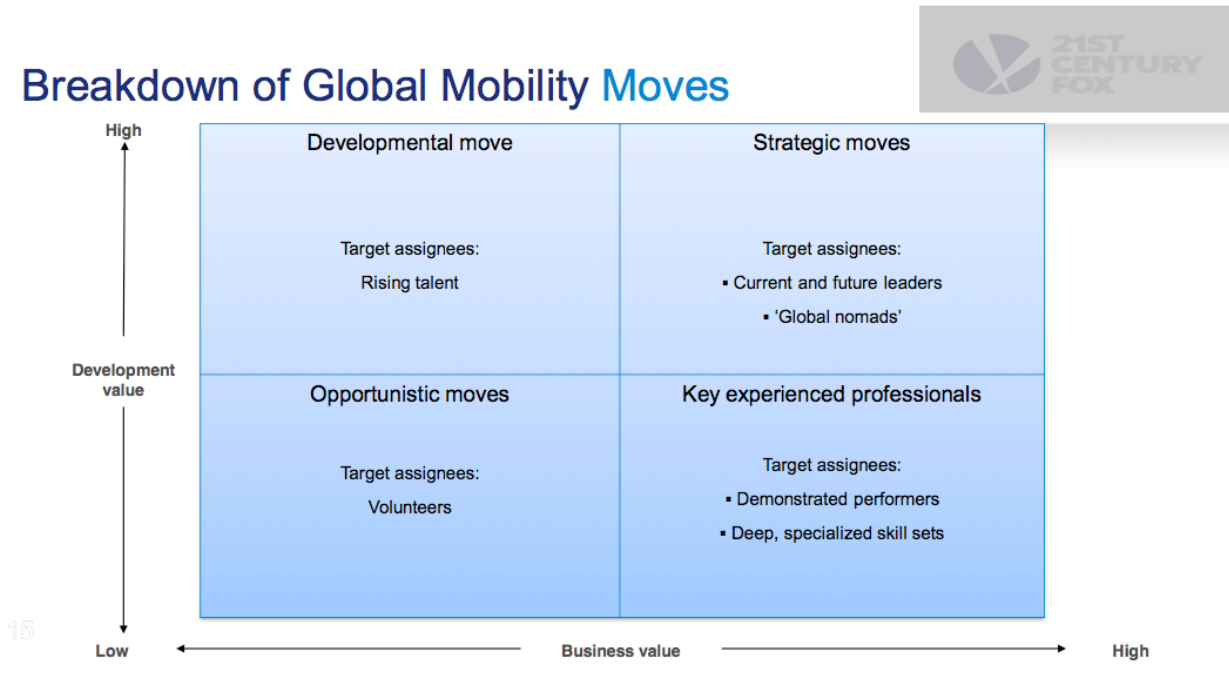 21ST
CENTURY
FOX
Breakdown of Global Mobility Moves
High
Developmental move
Strategic moves
Target assignees:
Rising talent
Target assignees:
▪ Current and future leaders
▪ ‘Global nomads’
Development
value
Opportunistic moves
Key experienced professionals
Target assignees:
Volunteers
Target assignees:
▪ Demonstrated performers
▪ Deep, specialized skill sets
15
Low
Business value
High